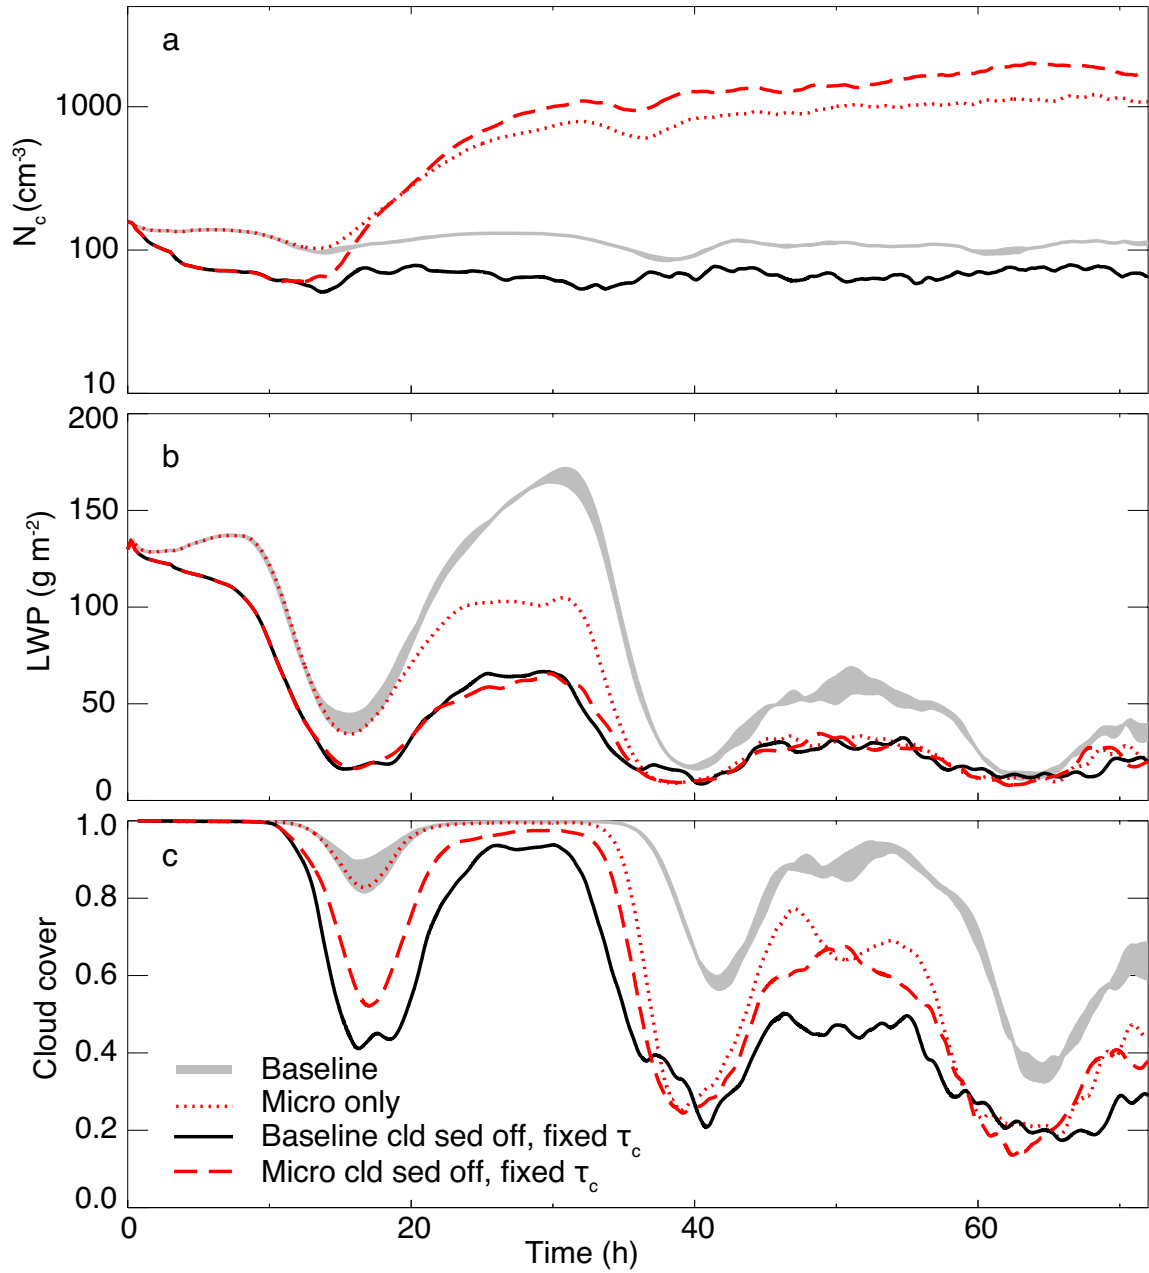 a
1000
100
10
N_c (cm^-3)
b
200
150
100
50
0
LWP (g m^-2)
c
1.0
0.8
0.6
0.4
0.2
0.0
Cloud cover
Baseline
Micro only
Baseline cld sed off, fixed τ_c
Micro cld sed off, fixed τ_c
0 20 40 60
Time (h)